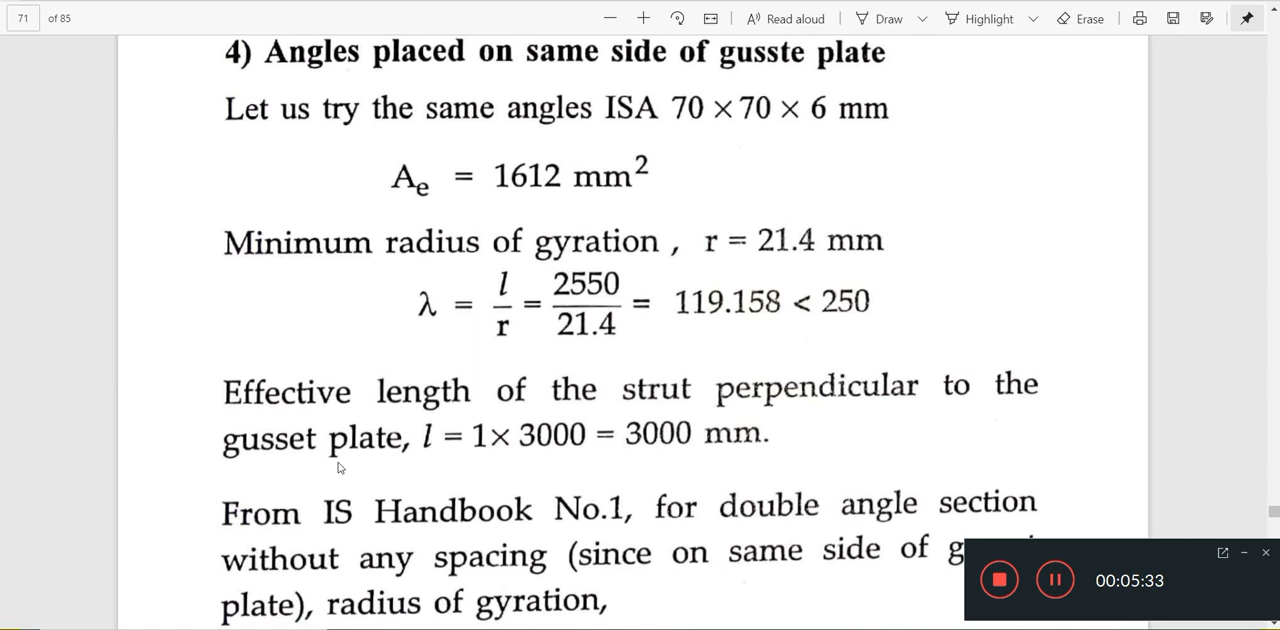 71 of 85
Read aloud
Draw
Highlight
Erase
4) Angles placed on same side of gusste plate
Let us try the same angles ISA 70 × 70 × 6 mm
Aₑ = 1612 mm²
Minimum radius of gyration , r = 21.4 mm
λ = l/r = 2550/21.4 = 119.158 < 250
Effective length of the strut perpendicular to the
gusset plate, l = 1× 3000 = 3000 mm.
From IS Handbook No.1, for double angle section
without any spacing (since on same side of
plate), radius of gyration,
00:05:33